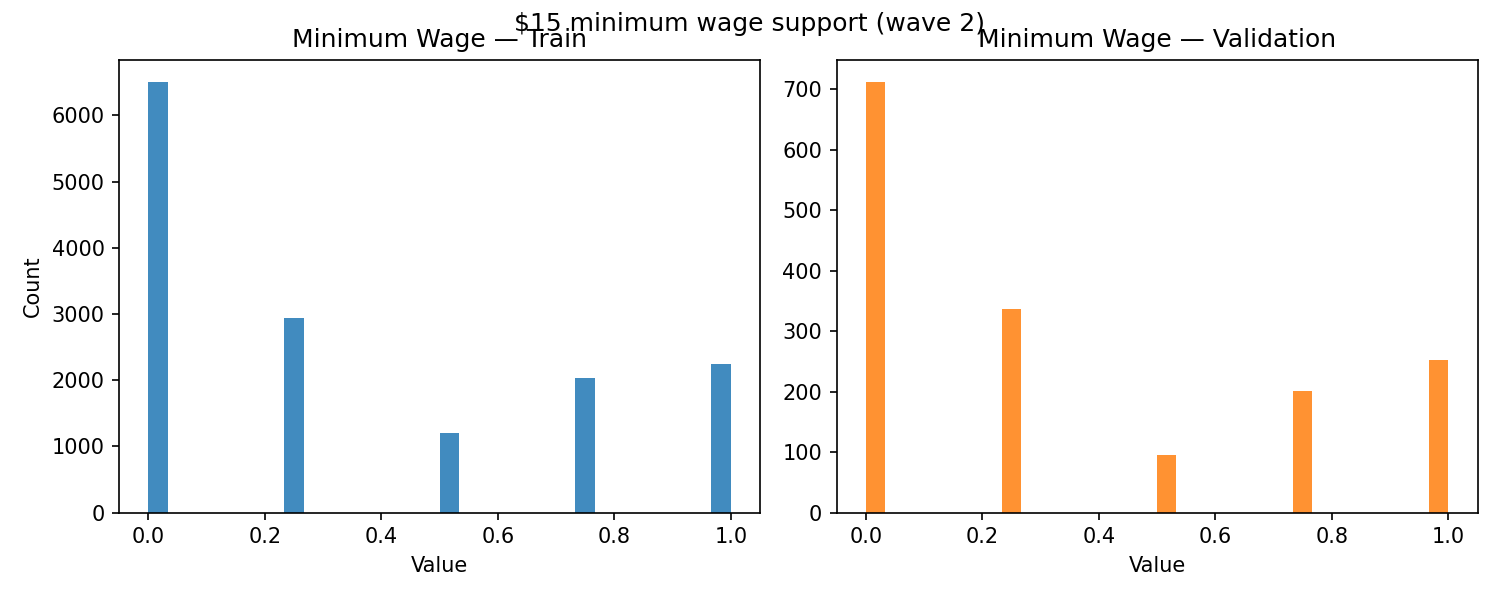 $15 minimum wage support (wave 2)
Minimum Wage — Train
Count
6000
5000
4000
3000
2000
1000
0
0.0 0.2 0.4 0.6 0.8 1.0
Value
Minimum Wage — Validation
700
600
500
400
300
200
100
0
0.0 0.2 0.4 0.6 0.8 1.0
Value